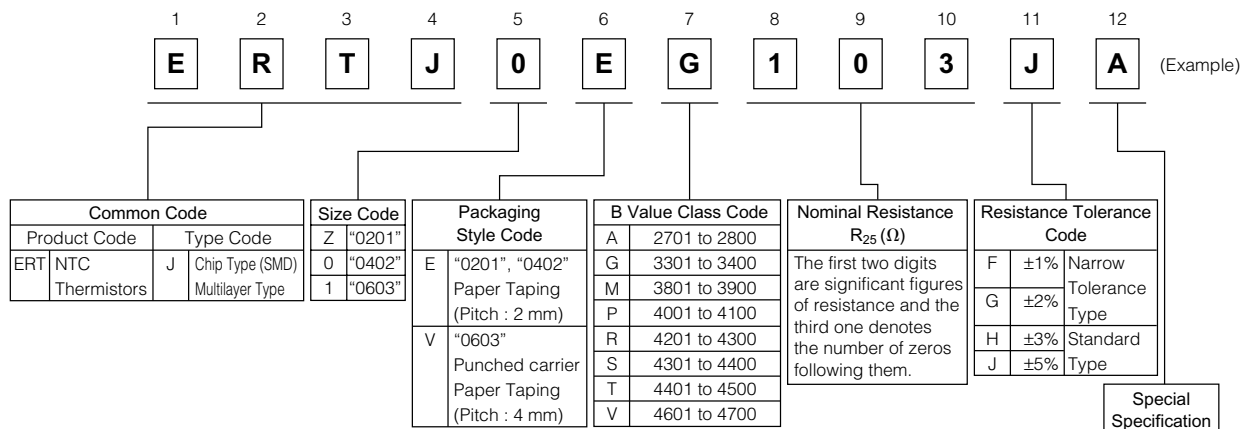 1 2 3 4 5 6 7 8 9 10 11 12
E R T J 0 E G 1 0 3 J A (Example)
Common Code
Product Code Type Code
ERT NTC Thermistors J Chip Type (SMD) Multilayer Type
Size Code
Z "0201"
0 "0402"
1 "0603"
Packaging
Style Code
E "0201", "0402"
Paper Taping
(Pitch : 2 mm)
V "0603"
Punched carrier
Paper Taping
(Pitch : 4 mm)
B Value Class Code
A 2701 to 2800
G 3301 to 3400
M 3801 to 3900
P 4001 to 4100
R 4201 to 4300
S 4301 to 4400
T 4401 to 4500
V 4601 to 4700
Nominal Resistance
R25 (Ω)
The first two digits
are significant figures
of resistance and the
third one denotes
the number of zeros
following them.
Resistance Tolerance
Code
F ±1% Narrow
Tolerance
G ±2%
Type
H ±3% Standard
J ±5% Type
Special
Specification